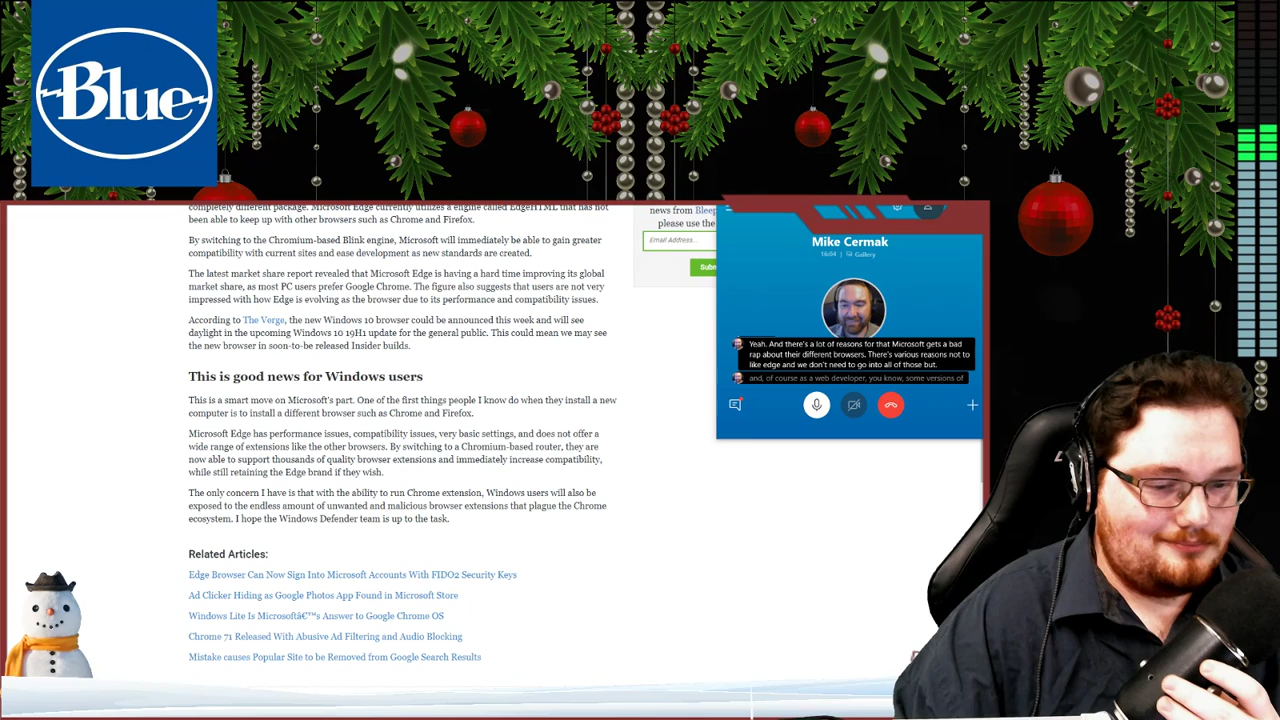 Blue
completely different package. Microsoft Edge currently utilizes a engine called EdgeHTML that has not
been able to keep up with other browsers such as Chrome and Firefox.
By switching to the Chromium-based Blink engine, Microsoft will immediately be able to gain greater
compatibility with current sites and ease development as new standards are created.
The latest market share report revealed that Microsoft Edge is having a hard time improving its global
market share, as most PC users prefer Google Chrome. The figure also suggests that users are not very
impressed with how Edge is evolving as the browser due to its performance and compatibility issues.
According to The Verge, the new Windows 10 browser could be announced this week and will see
daylight in the upcoming Windows 10 19H1 update for the general public. This could mean we may see
the new browser in soon-to-be released Insider builds.
This is good news for Windows users
This is a smart move on Microsoft's part. One of the first things people I know do when they install a new
computer is to install a different browser such as Chrome and Firefox.
Microsoft Edge has performance issues, compatibility issues, very basic settings, and does not offer a
wide range of extensions like the other browsers. By switching to a Chromium-based router, they are
now able to support thousands of quality browser extensions and immediately increase compatibility,
while still retaining the Edge brand if they wish.
The only concern I have is that with the ability to run Chrome extension, Windows users will also be
exposed to the endless amount of unwanted and malicious browser extensions that plague the Chrome
ecosystem. I hope the Windows Defender team is up to the task.
Related Articles:
Edge Browser Can Now Sign Into Microsoft Accounts With FIDO2 Security Keys
Ad Clicker Hiding as Google Photos App Found in Microsoft Store
Windows Lite Is Microsoftâ€™s Answer to Google Chrome OS
Chrome 71 Released With Abusive Ad Filtering and Audio Blocking
Mistake causes Popular Site to be Removed from Google Search Results
news from Bleep
please use the
Email Address...
Subm
Mike Cermak
16:04 | Gallery
Yeah. And there's a lot of reasons for that Microsoft gets a bad
rap about their different browsers. There's various reasons not to
like edge and we don't need to go into all of those but.
and, of course as a web developer, you know, some versions of